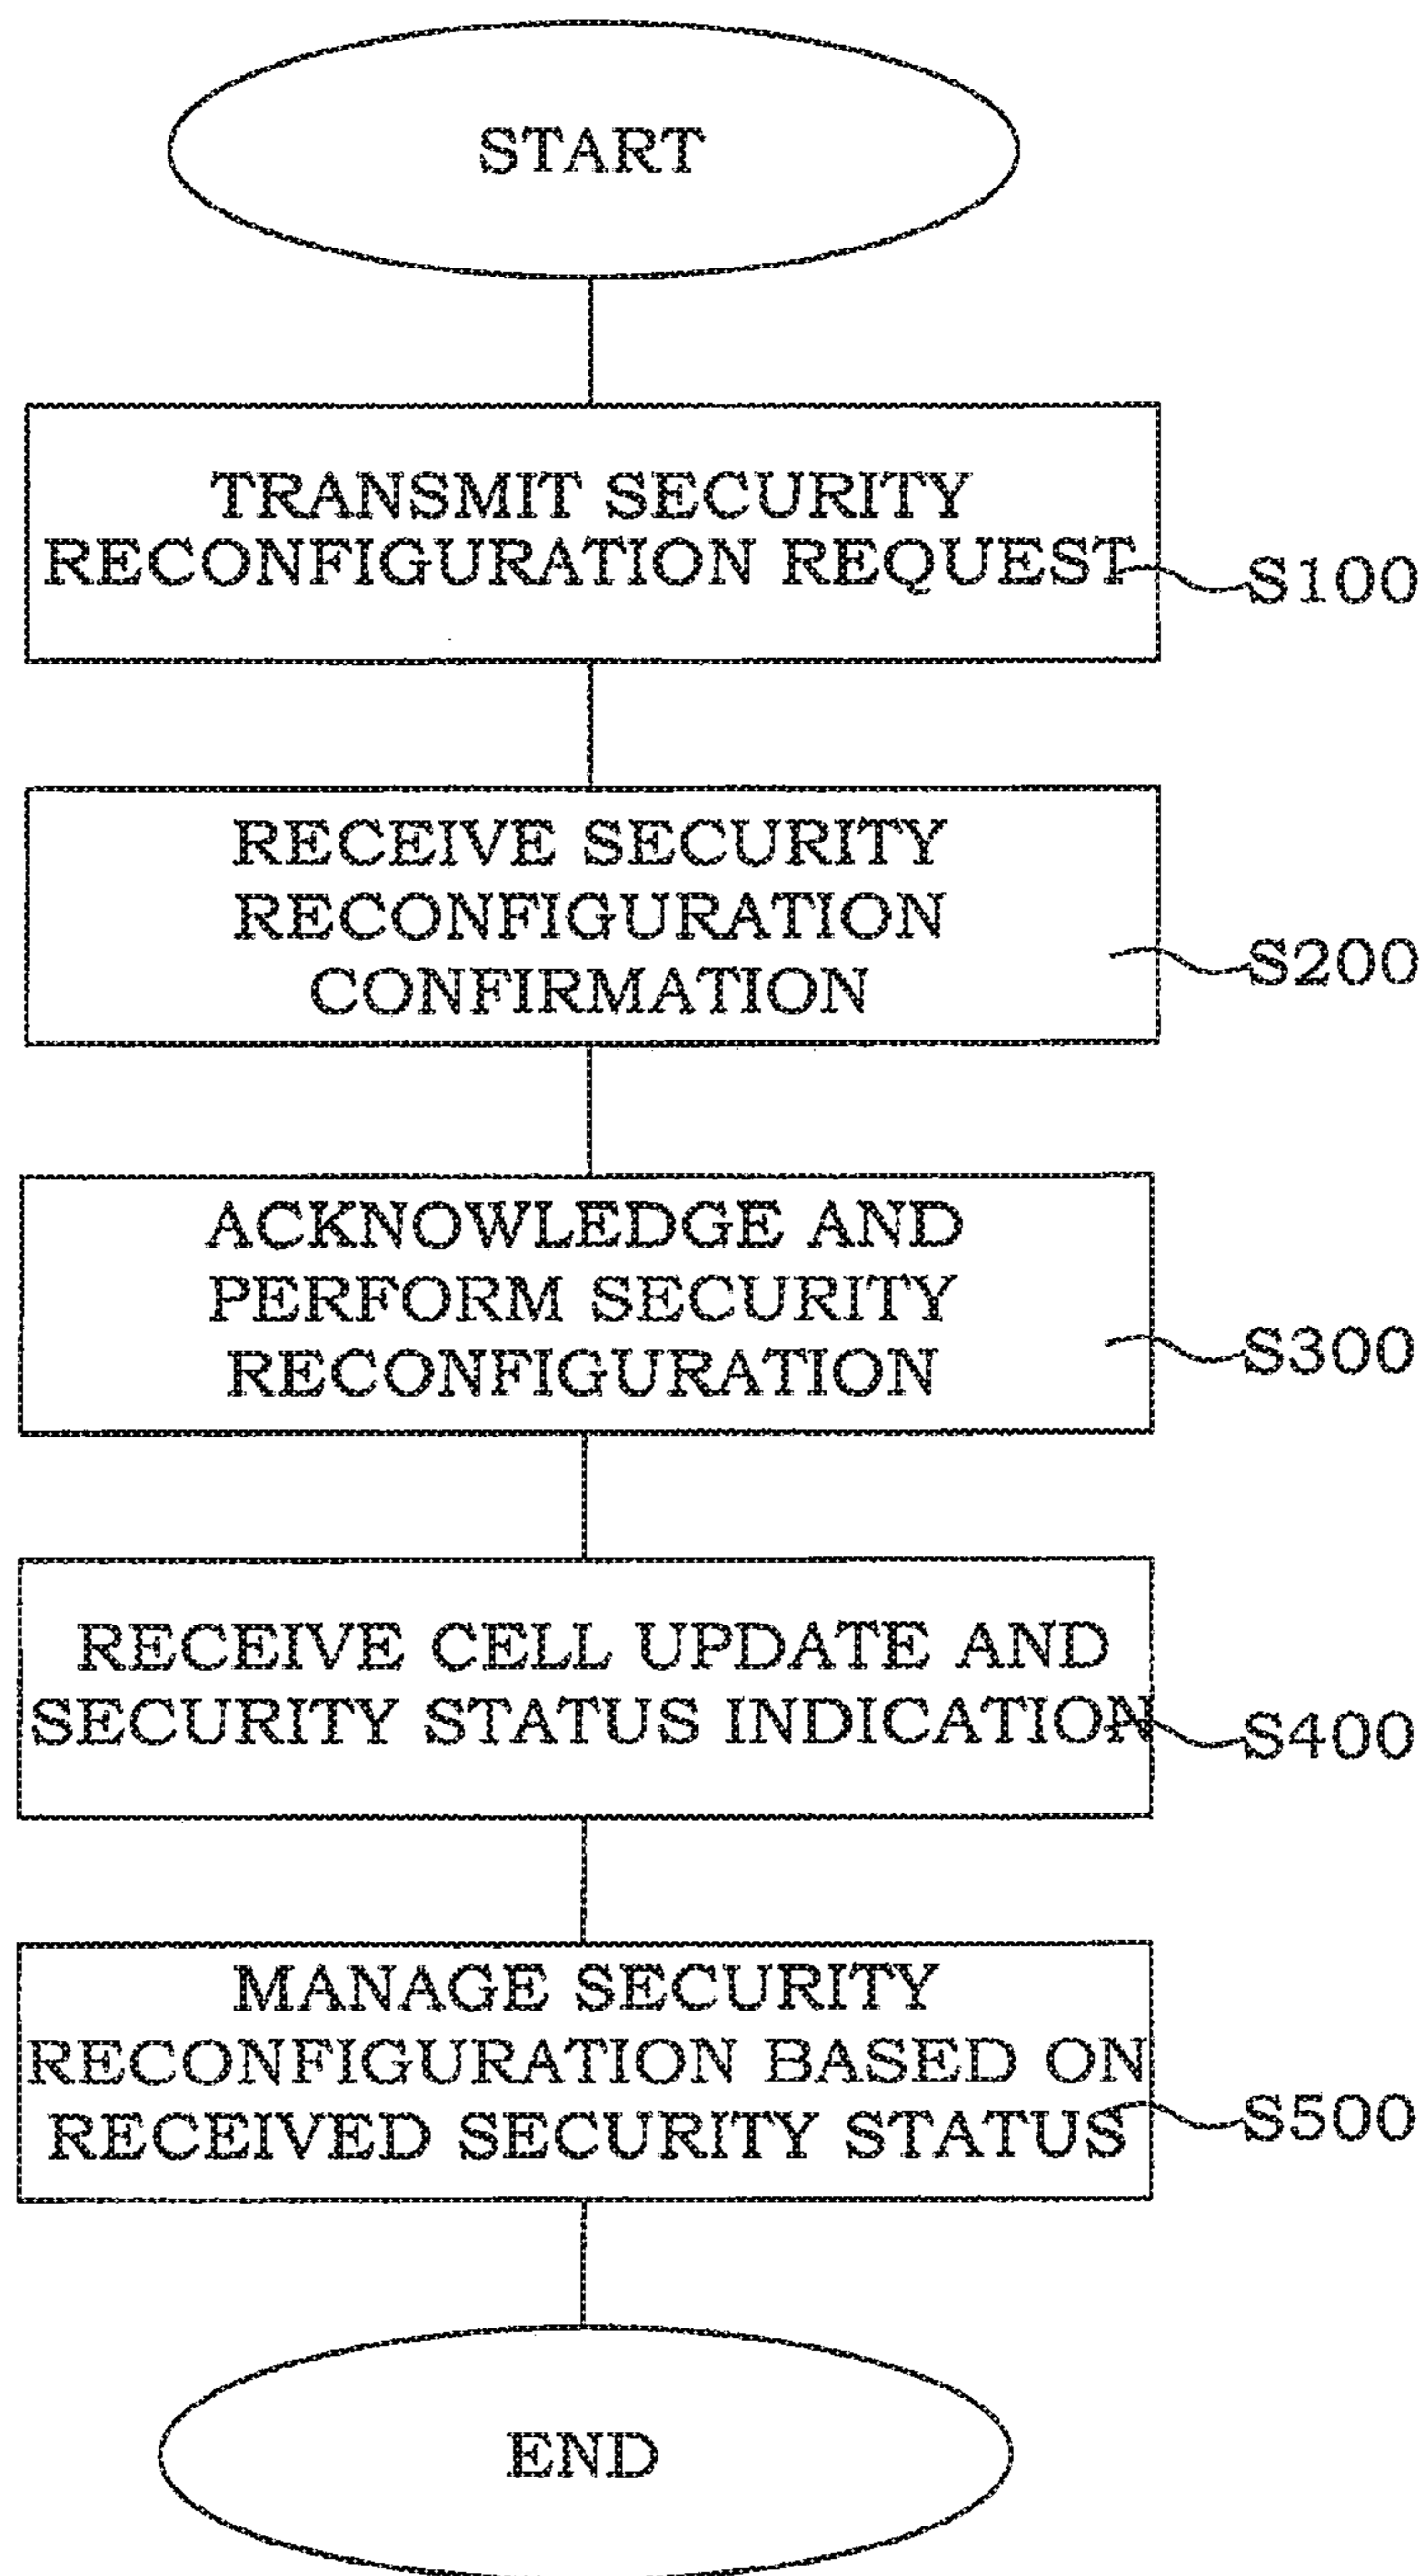 START
TRANSMIT SECURITY
RECONFIGURATION REQUEST
S100
RECEIVE SECURITY
RECONFIGURATION
CONFIRMATION
S200
ACKNOWLEDGE AND
PERFORM SECURITY
RECONFIGURATION
S300
RECEIVE CELL UPDATE AND
SECURITY STATUS INDICATION
S400
MANAGE SECURITY
RECONFIGURATION BASED ON
RECEIVED SECURITY STATUS
S500
END